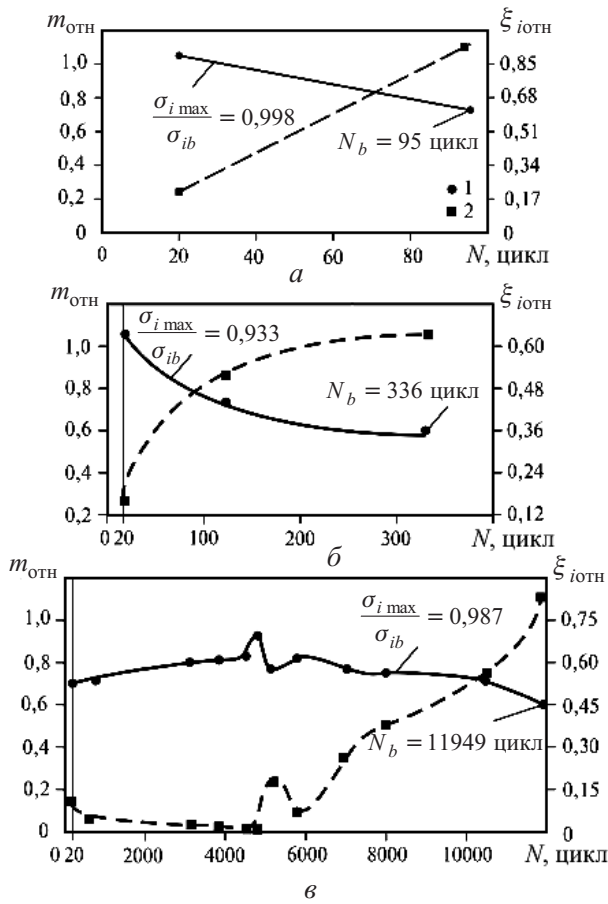 m_отн ξ_iотн
1,0 0,85
0,8 0,68
σ_i max / σ_ib = 0,998
N_b = 95 цикл
0,6 0,51
0,4 0,34
0,2 0,17
1
2
0 0
0 20 40 60 80 N, цикл
а
m_отн ξ_iотн
σ_i max / σ_ib = 0,933
1,0 0,60
0,8 0,48
N_b = 336 цикл
0,6 0,36
0,4 0,24
0,2 0,12
0 20 100 200 300 N, цикл
б
m_отн ξ_iотн
σ_i max / σ_ib = 0,987
1,0 0,75
0,8 0,60
0,6 0,45
N_b = 11949 цикл
0,4 0,30
0,2 0,15
0 0
0 20 2000 4000 6000 8000 10000 N, цикл
в